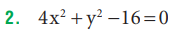 2. 4x² + y² – 16 = 0